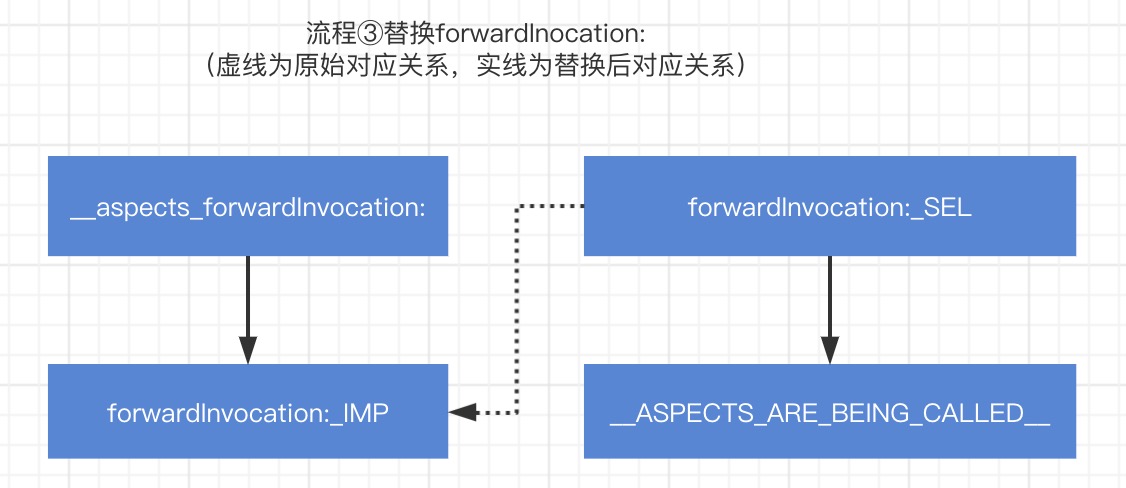 流程③替换forwardInocation:
（虚线为原始对应关系，实线为替换后对应关系）
__aspects_forwardInvocation:
forwardInvocation:_SEL
forwardInvocation:_IMP
__ASPECTS_ARE_BEING_CALLED__